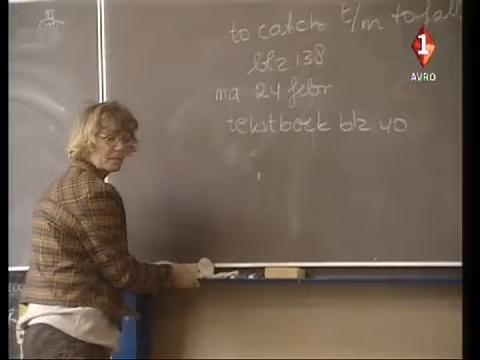 to catch t/m to fall
blz 138
ma 24 febr
tekstboek blz 40
1
AVRO